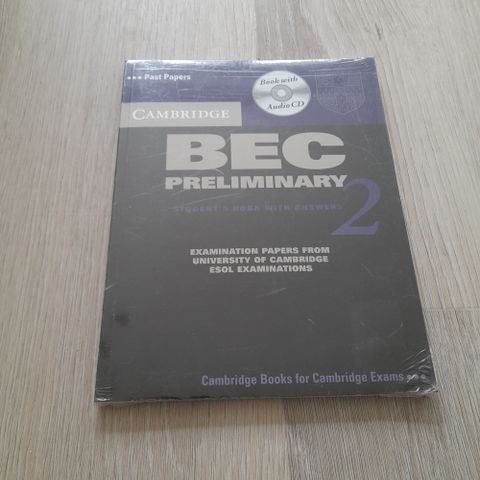 ••• Past Papers
Book with
Audio CD
CAMBRIDGE
BEC
PRELIMINARY
2
STUDENT'S BOOK WITH ANSWERS
EXAMINATION PAPERS FROM
UNIVERSITY OF CAMBRIDGE
ESOL EXAMINATIONS
Cambridge Books for Cambridge Exams •••